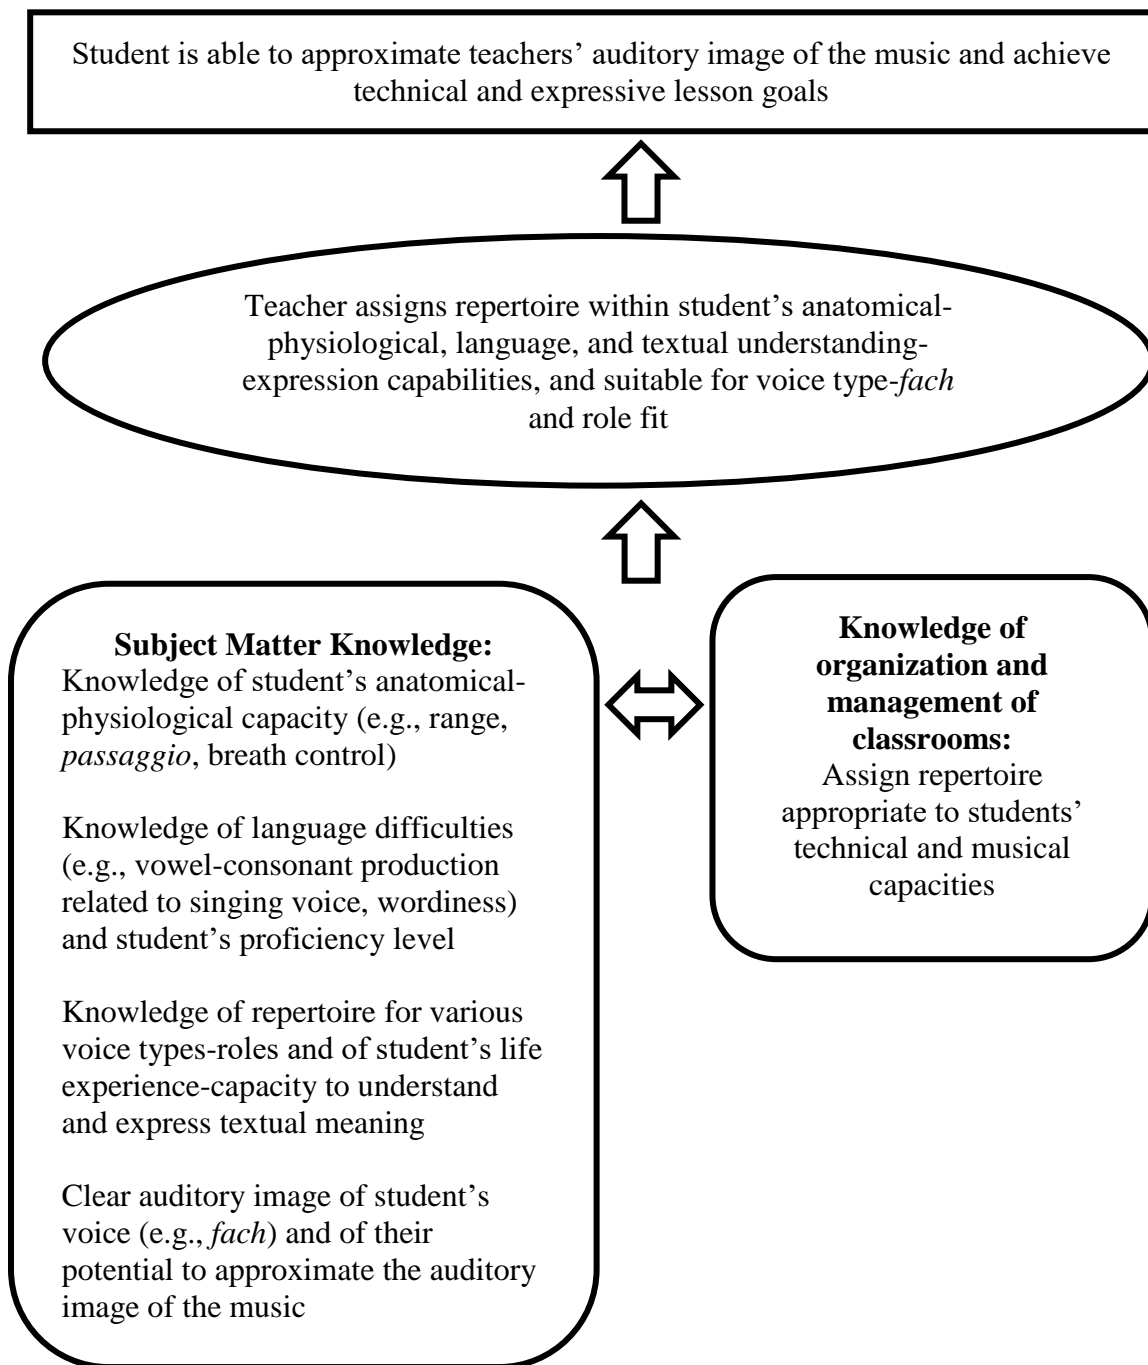 Student is able to approximate teachers’ auditory image of the music and achieve
technical and expressive lesson goals
Teacher assigns repertoire within student’s anatomical-
physiological, language, and textual understanding-
expression capabilities, and suitable for voice type-fach
and role fit
Subject Matter Knowledge:
Knowledge of student’s anatomical-
physiological capacity (e.g., range,
passaggio, breath control)
Knowledge of language difficulties
(e.g., vowel-consonant production
related to singing voice, wordiness)
and student’s proficiency level
Knowledge of repertoire for various
voice types-roles and of student’s life
experience-capacity to understand
and express textual meaning
Clear auditory image of student’s
voice (e.g., fach) and of their
potential to approximate the auditory
image of the music
Knowledge of
organization and
management of
classrooms:
Assign repertoire
appropriate to students’
technical and musical
capacities